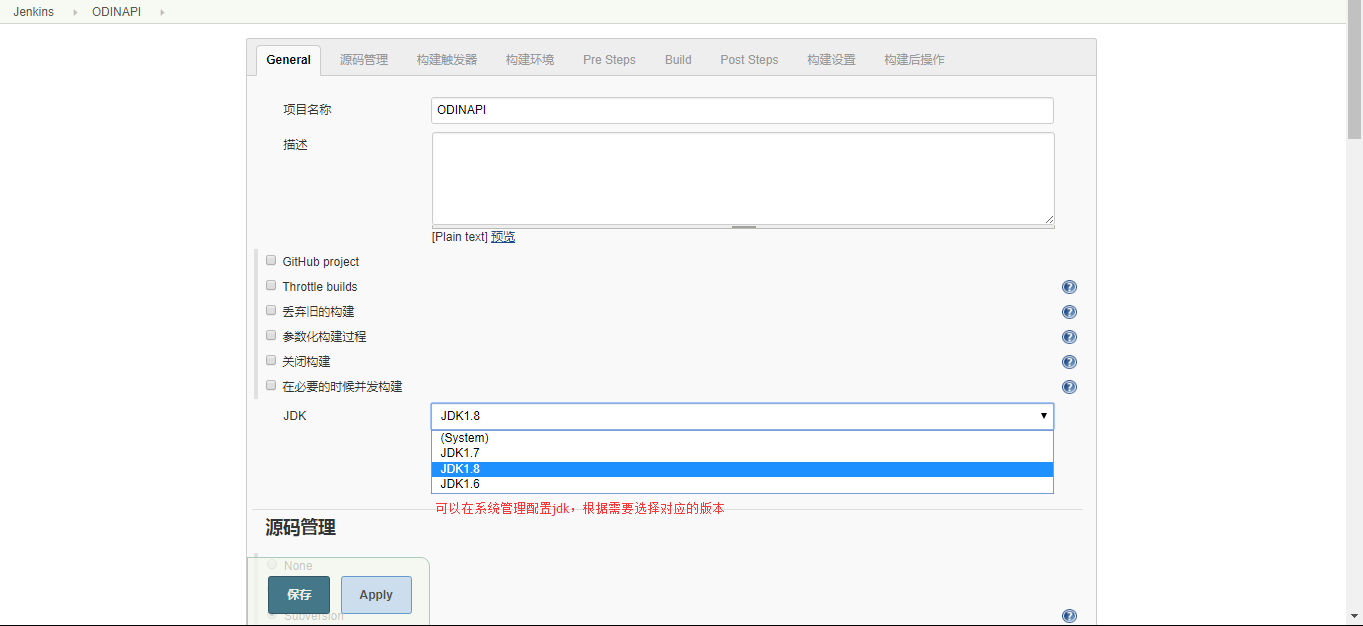 Jenkins ODINAPI
General 源码管理 构建触发器 构建环境 Pre Steps Build Post Steps 构建设置 构建后操作
项目名称 ODINAPI
描述
[Plain text] 预览
GitHub project
Throttle builds
丢弃旧的构建
参数化构建过程
关闭构建
在必要的时候并发构建
JDK JDK1.8
(System)
JDK1.7
JDK1.8
JDK1.6
可以在系统管理配置jdk，根据需要选择对应的版本
源码管理
None
保存 Apply
Subversion